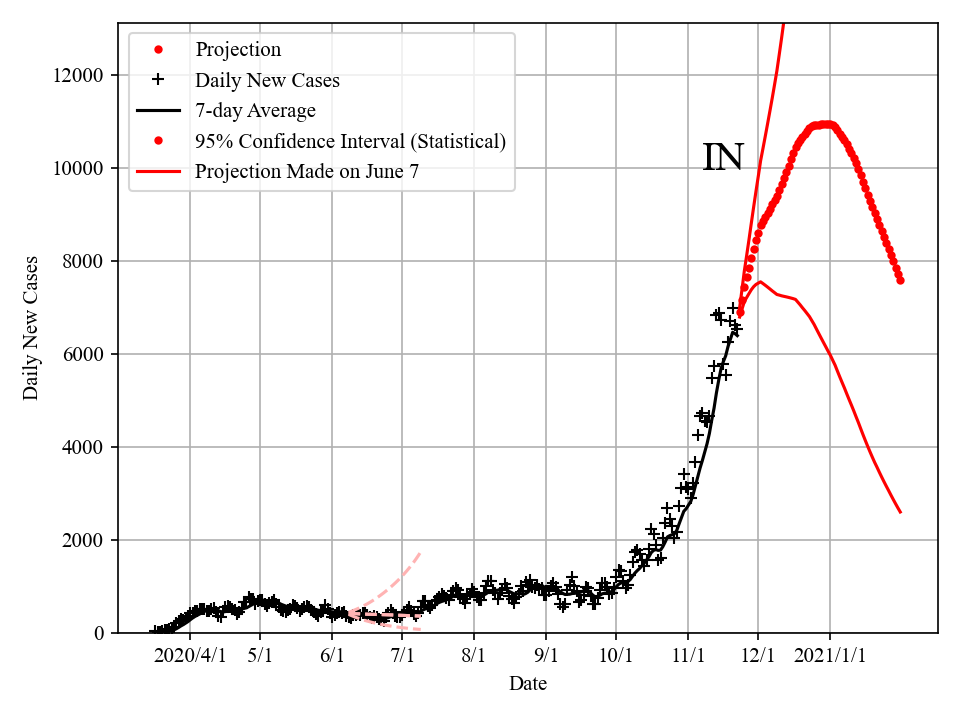 Projection
Daily New Cases
7-day Average
95% Confidence Interval (Statistical)
Projection Made on June 7
IN
12000
10000
8000
6000
4000
2000
0
Daily New Cases
2020/4/1 5/1 6/1 7/1 8/1 9/1 10/1 11/1 12/1 2021/1/1
Date